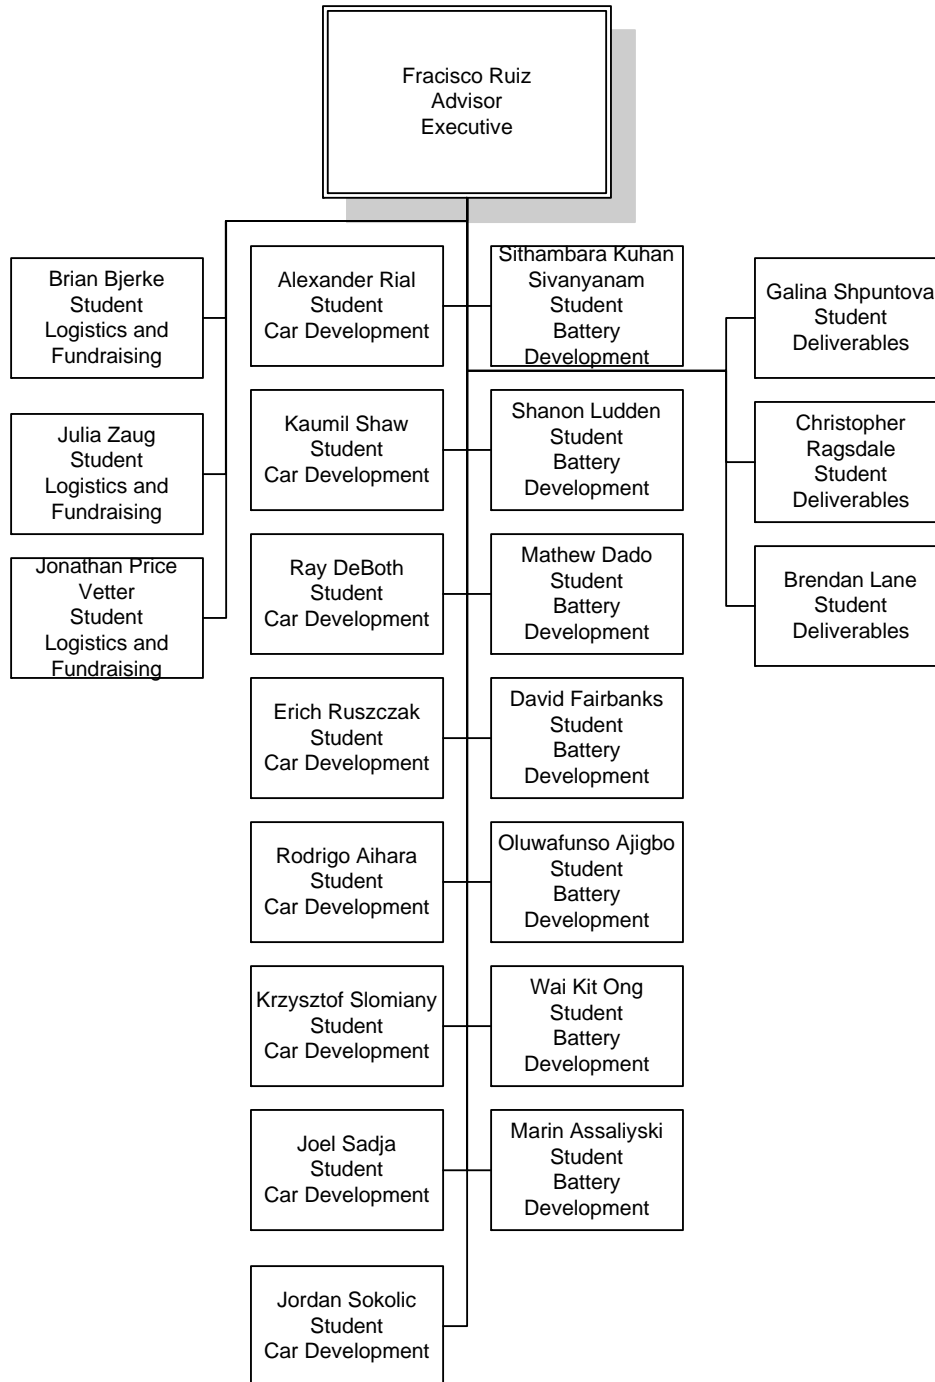 Fracisco Ruiz
Advisor
Executive
Brian Bjerke
Student
Logistics and
Fundraising
Julia Zaug
Student
Logistics and
Fundraising
Jonathan Price
Vetter
Student
Logistics and
Fundraising
Alexander Rial
Student
Car Development
Kaumil Shaw
Student
Car Development
Ray DeBoth
Student
Car Development
Erich Ruszczak
Student
Car Development
Rodrigo Aihara
Student
Car Development
Krzysztof Slomiany
Student
Car Development
Joel Sadja
Student
Car Development
Jordan Sokolic
Student
Car Development
Sithambara Kuhan
Sivanyanam
Student
Battery
Development
Shanon Ludden
Student
Battery
Development
Mathew Dado
Student
Battery
Development
David Fairbanks
Student
Battery
Development
Oluwafunso Ajigbo
Student
Battery
Development
Wai Kit Ong
Student
Battery
Development
Marin Assaliyski
Student
Battery
Development
Galina Shpuntova
Student
Deliverables
Christopher
Ragsdale
Student
Deliverables
Brendan Lane
Student
Deliverables